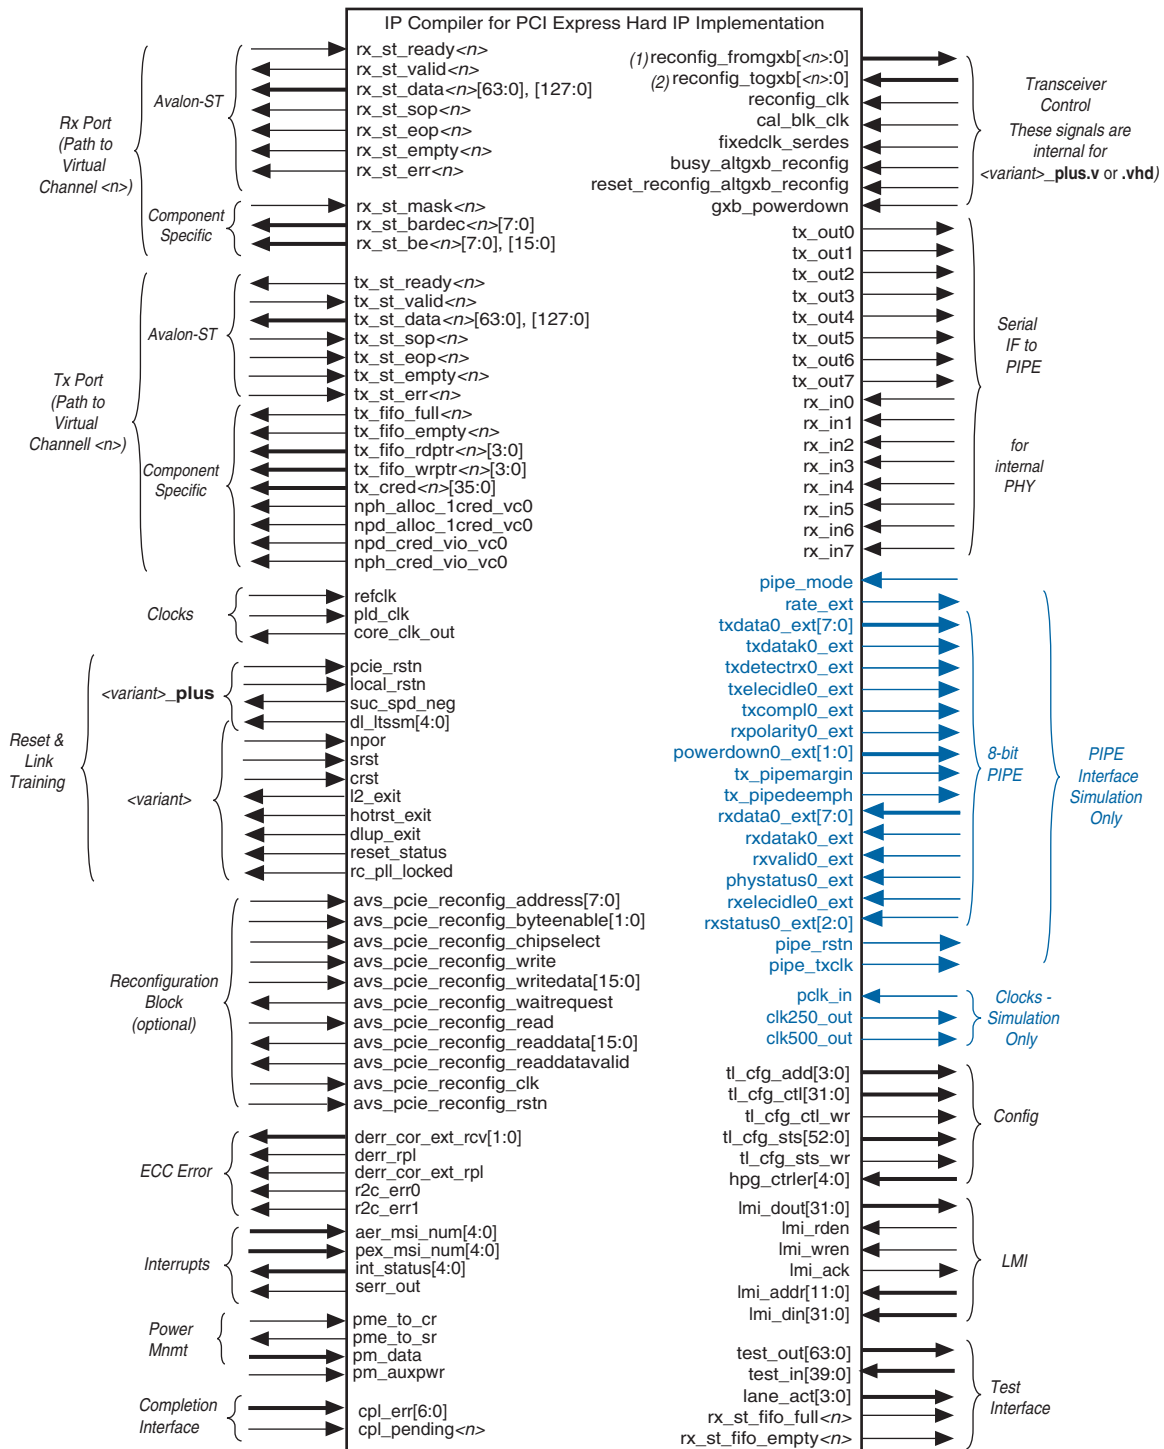 IP Compiler for PCI Express Hard IP Implementation
Rx Port
(Path to
Virtual
Channel <n>)
Avalon-ST
rx_st_ready<n>
rx_st_valid<n>
rx_st_data<n>[63:0], [127:0]
rx_st_sop<n>
rx_st_eop<n>
rx_st_empty<n>
rx_st_err<n>
Component
Specific
rx_st_mask<n>
rx_st_bardec<n>[7:0]
rx_st_be<n>[7:0], [15:0]
Tx Port
(Path to
Virtual
Channell <n>)
Avalon-ST
tx_st_ready<n>
tx_st_valid<n>
tx_st_data<n>[63:0], [127:0]
tx_st_sop<n>
tx_st_eop<n>
tx_st_empty<n>
tx_st_err<n>
Component
Specific
tx_fifo_full<n>
tx_fifo_empty<n>
tx_fifo_rdptr<n>[3:0]
tx_fifo_wrptr<n>[3:0]
tx_cred<n>[35:0]
nph_alloc_1cred_vc0
npd_alloc_1cred_vc0
npd_cred_vio_vc0
nph_cred_vio_vc0
Clocks
refclk
pld_clk
core_clk_out
Reset &
Link
Training
<variant>_plus
pcie_rstn
local_rstn
suc_spd_neg
dl_ltssm[4:0]
<variant>
npor
srst
crst
l2_exit
hotrst_exit
dlup_exit
reset_status
rc_pll_locked
Reconfiguration
Block
(optional)
avs_pcie_reconfig_address[7:0]
avs_pcie_reconfig_byteenable[1:0]
avs_pcie_reconfig_chipselect
avs_pcie_reconfig_write
avs_pcie_reconfig_writedata[15:0]
avs_pcie_reconfig_waitrequest
avs_pcie_reconfig_read
avs_pcie_reconfig_readdata[15:0]
avs_pcie_reconfig_readdatavalid
avs_pcie_reconfig_clk
avs_pcie_reconfig_rstn
ECC Error
derr_cor_ext_rcv[1:0]
derr_rpl
derr_cor_ext_rpl
r2c_err0
r2c_err1
Interrupts
aer_msi_num[4:0]
pex_msi_num[4:0]
int_status[4:0]
serr_out
Power
Mnmt
pme_to_cr
pme_to_sr
pm_data
pm_auxpwr
Completion
Interface
cpl_err[6:0]
cpl_pending<n>
(1) reconfig_fromgxb[<n>:0]
(2) reconfig_togxb[<n>:0]
reconfig_clk
cal_blk_clk
fixedclk_serdes
busy_altgxb_reconfig
reset_reconfig_altgxb_reconfig
gxb_powerdown
Transceiver
Control
These signals are
internal for
<variant>_plus.v or .vhd)
tx_out0
tx_out1
tx_out2
tx_out3
tx_out4
tx_out5
tx_out6
tx_out7
rx_in0
rx_in1
rx_in2
rx_in3
rx_in4
rx_in5
rx_in6
rx_in7
Serial
IF to
PIPE
for
internal
PHY
pipe_mode
rate_ext
txdata0_ext[7:0]
txdatak0_ext
txdetectrx0_ext
txelecidle0_ext
txcompl0_ext
rxpolarity0_ext
powerdown0_ext[1:0]
tx_pipemargin
tx_pipedeemph
rxdata0_ext[7:0]
rxdatak0_ext
rxvalid0_ext
phystatus0_ext
rxelecidle0_ext
rxstatus0_ext[2:0]
pipe_rstn
pipe_txclk
8-bit
PIPE
PIPE
Interface
Simulation
Only
pclk_in
clk250_out
clk500_out
Clocks -
Simulation
Only
tl_cfg_add[3:0]
tl_cfg_ctl[31:0]
tl_cfg_ctl_wr
tl_cfg_sts[52:0]
tl_cfg_sts_wr
hpg_ctrler[4:0]
Config
lmi_dout[31:0]
lmi_rden
lmi_wren
lmi_ack
lmi_addr[11:0]
lmi_din[31:0]
LMI
test_out[63:0]
test_in[39:0]
lane_act[3:0]
rx_st_fifo_full<n>
rx_st_fifo_empty<n>
Test
Interface